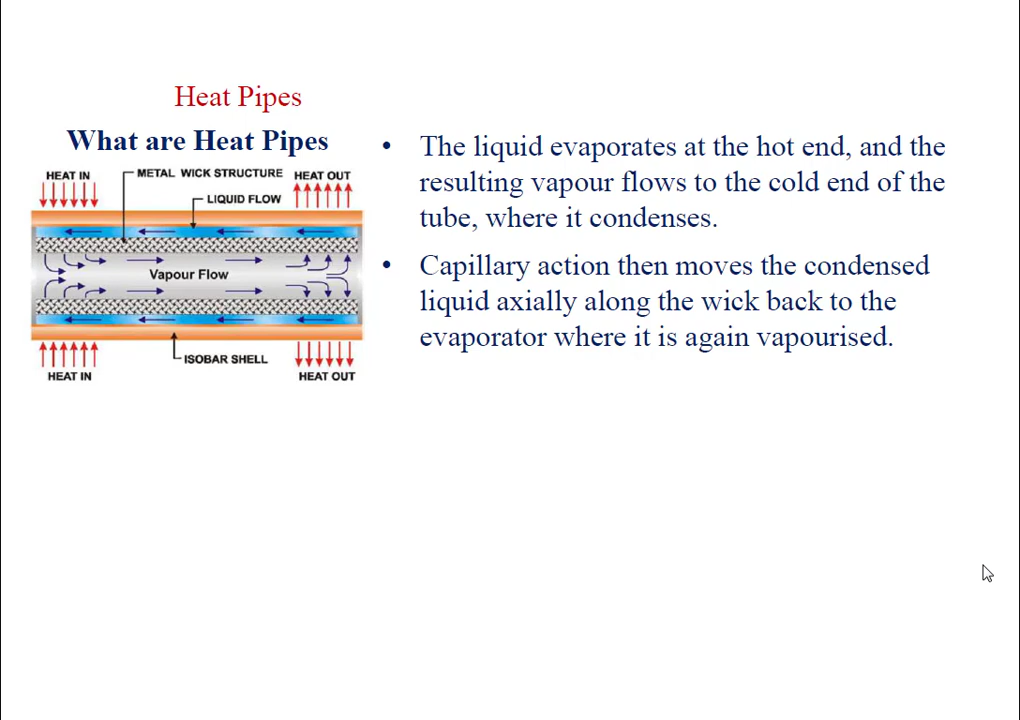 Heat Pipes
What are Heat Pipes
HEAT IN
METAL WICK STRUCTURE
HEAT OUT
LIQUID FLOW
Vapour Flow
ISOBAR SHELL
HEAT IN
HEAT OUT
• The liquid evaporates at the hot end, and the
resulting vapour flows to the cold end of the
tube, where it condenses.
• Capillary action then moves the condensed
liquid axially along the wick back to the
evaporator where it is again vapourised.